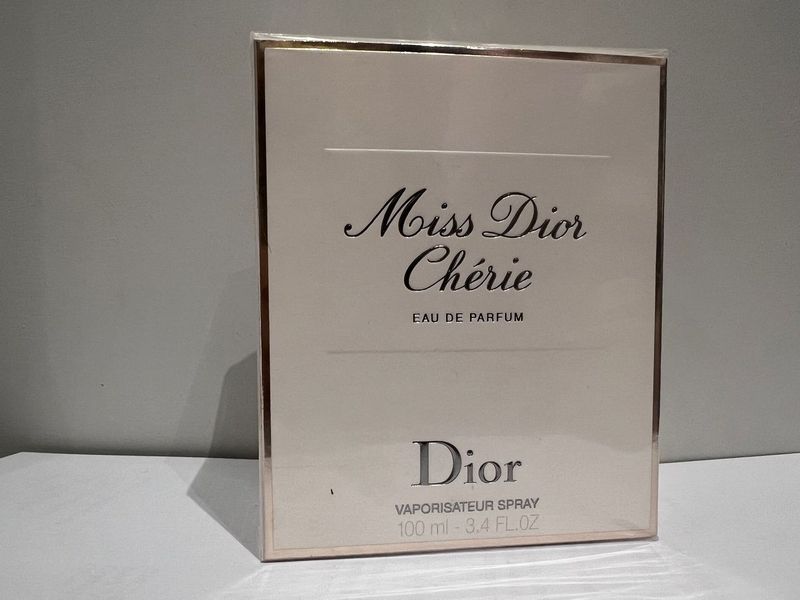 Miss Dior
Chérie
EAU DE PARFUM
Dior
VAPORISATEUR SPRAY
100 ml - 3.4 FL.OZ